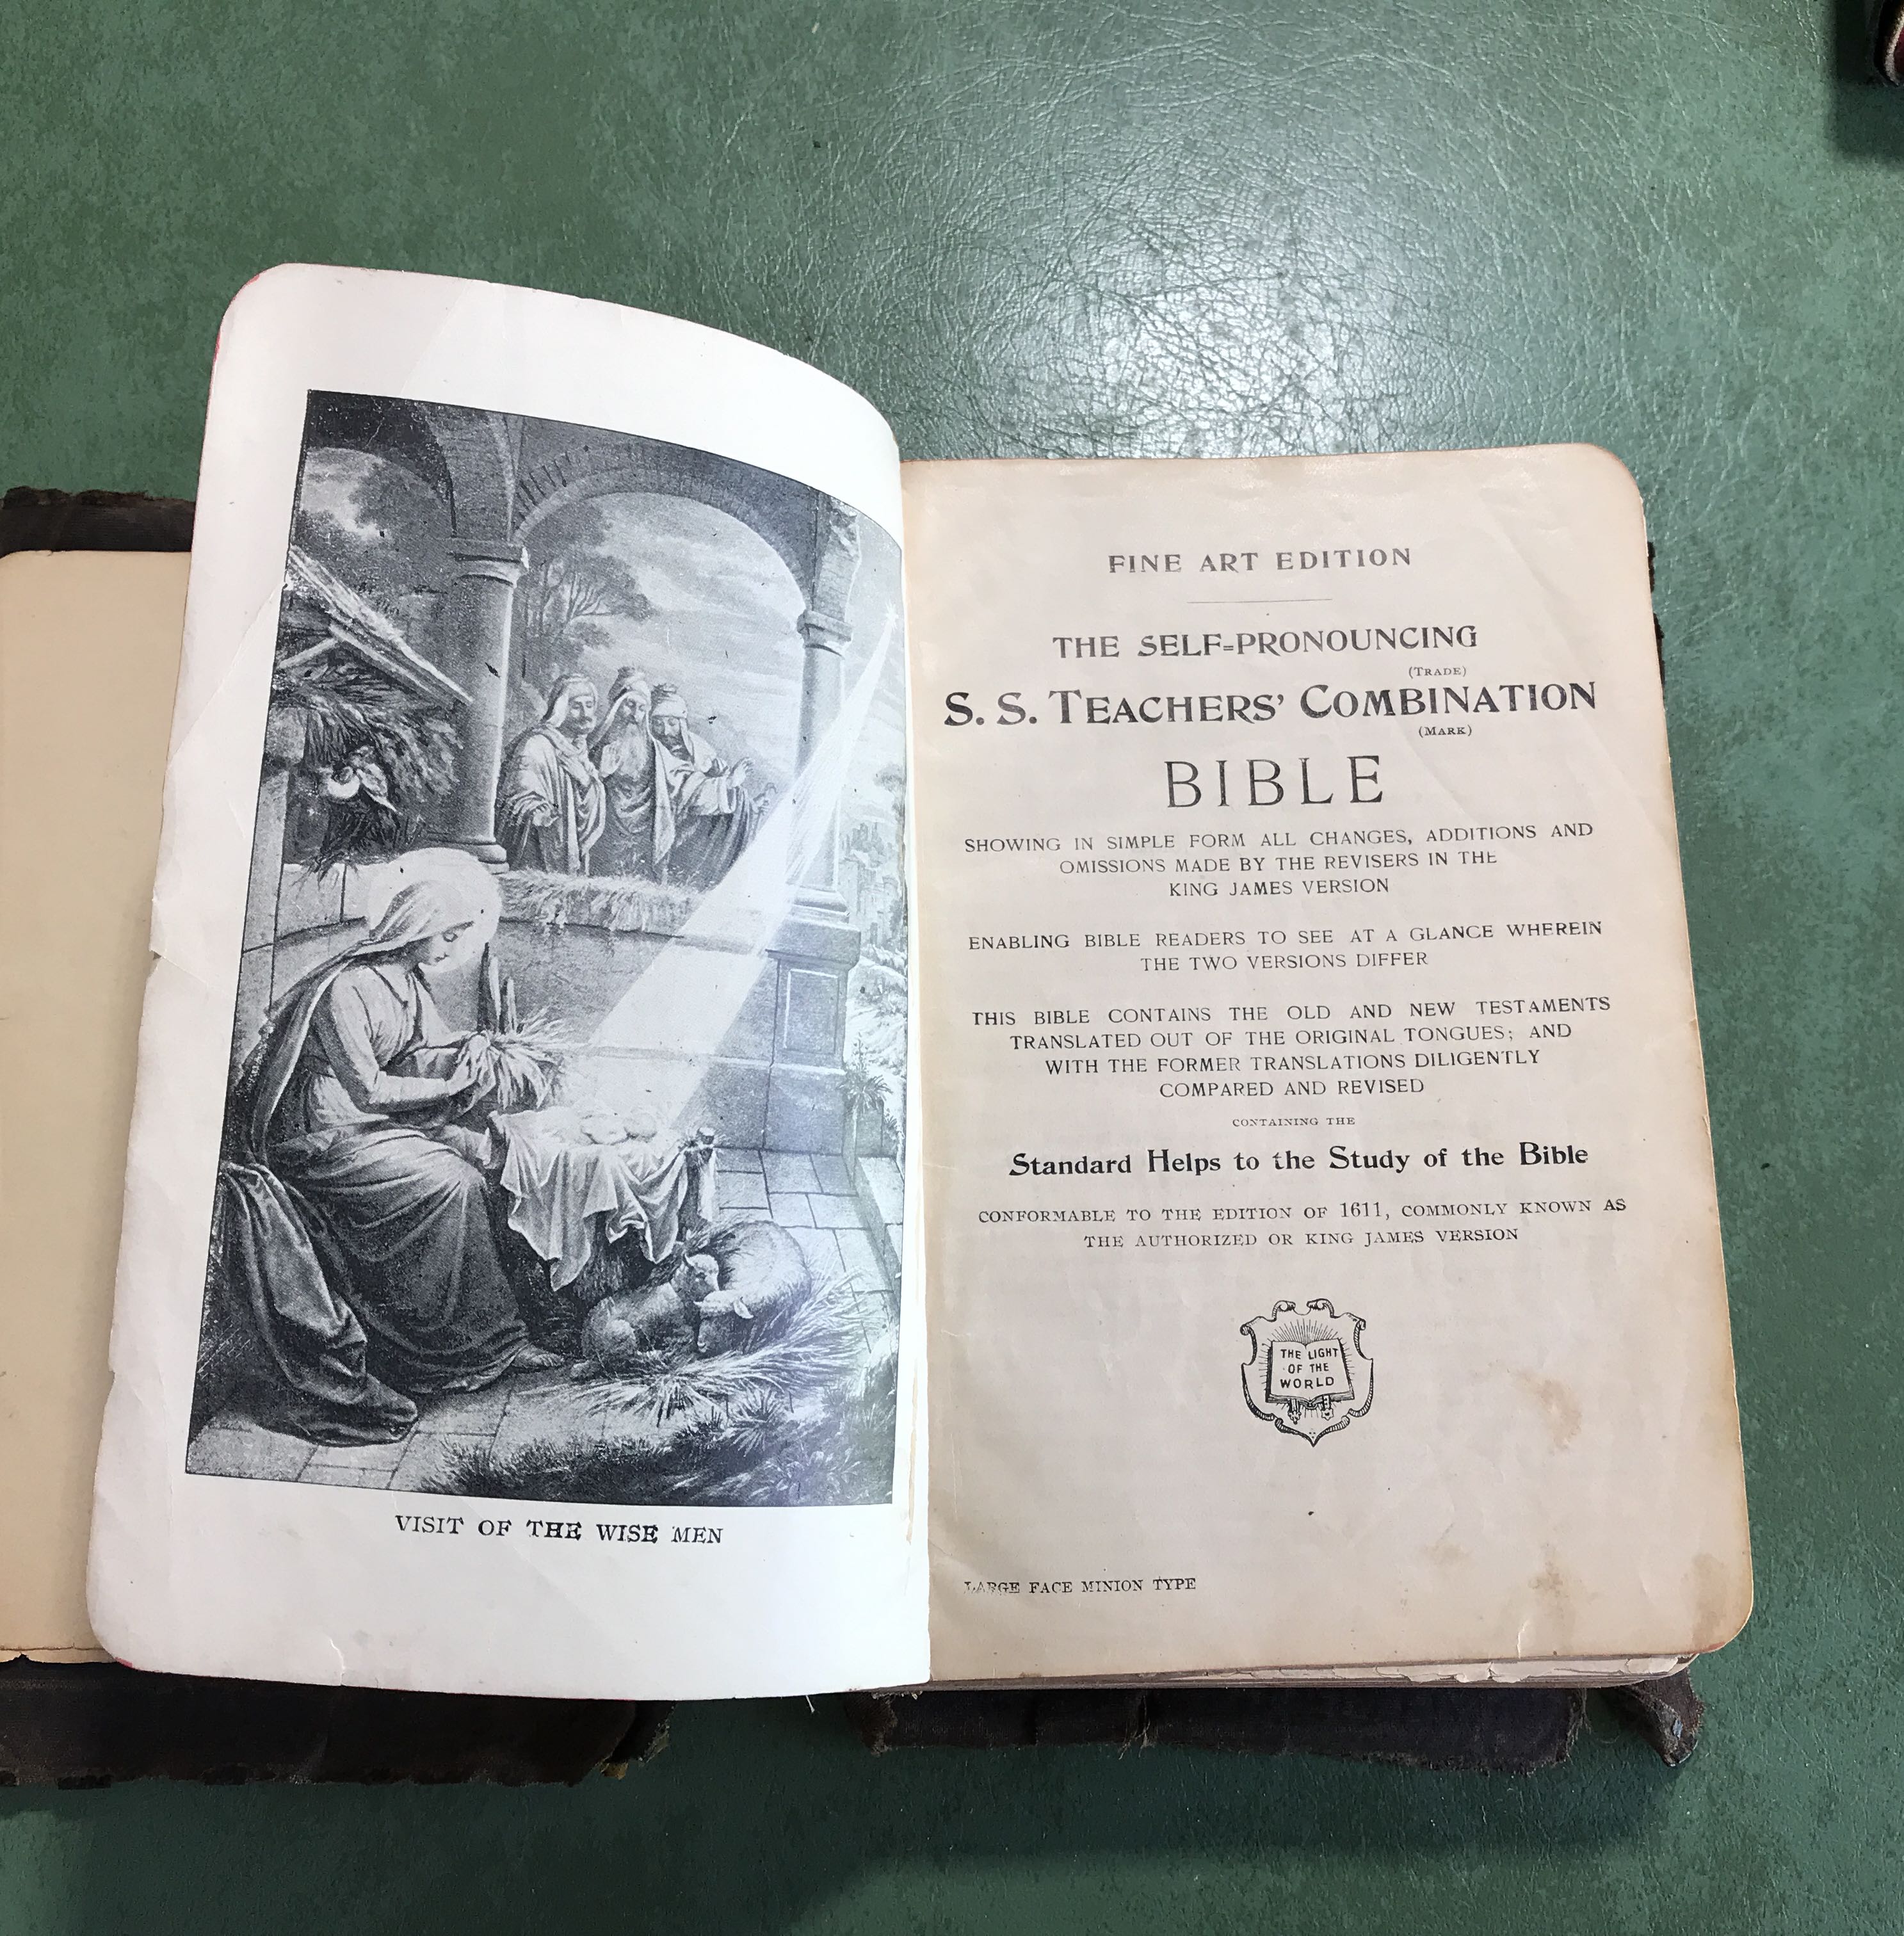 VISIT OF THE WISE MEN
FINE ART EDITION
THE SELF=PRONOUNCING
(TRADE)
S. S. TEACHERS' COMBINATION
(MARK)
BIBLE
SHOWING IN SIMPLE FORM ALL CHANGES, ADDITIONS AND
OMISSIONS MADE BY THE REVISERS IN THE
KING JAMES VERSION
ENABLING BIBLE READERS TO SEE AT A GLANCE WHEREIN
THE TWO VERSIONS DIFFER
THIS BIBLE CONTAINS THE OLD AND NEW TESTAMENTS
TRANSLATED OUT OF THE ORIGINAL TONGUES; AND
WITH THE FORMER TRANSLATIONS DILIGENTLY
COMPARED AND REVISED
CONTAINING THE
Standard Helps to the Study of the Bible
CONFORMABLE TO THE EDITION OF 1611, COMMONLY KNOWN AS
THE AUTHORIZED OR KING JAMES VERSION
THE LIGHT
OF THE
WORLD
LARGE FACE MINION TYPE